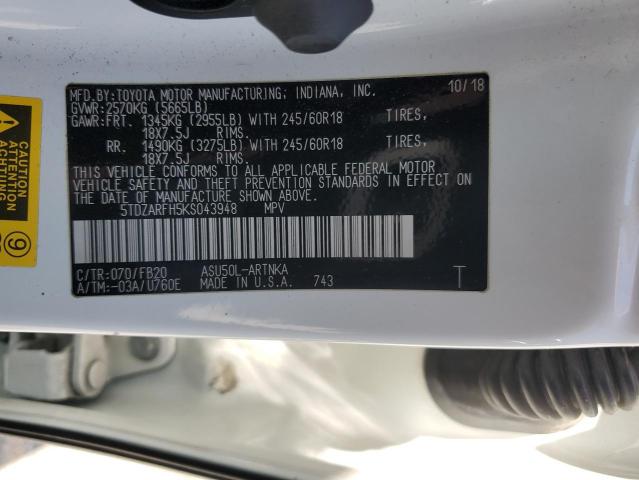 MFD.BY:TOYOTA MOTOR MANUFACTURING, INDIANA, INC. 10/18
GVWR:2570KG (5665LB)
GAWR:FRT. 1345KG (2955LB) WITH 245/60R18 TIRES,
18X7.5J RIMS.
RR. 1490KG (3275LB) WITH 245/60R18 TIRES,
18X7.5J RIMS.
THIS VEHICLE CONFORMS TO ALL APPLICABLE FEDERAL MOTOR
VEHICLE SAFETY AND THEFT PREVENTION STANDARDS IN EFFECT
ON THE DATE OF MANUFACTURE SHOWN ABOVE.
5TDZARFH5KS043948 MPV
C/TR:070/FB20 ASU50L-ARTNKA
A/TM:-03A/U760E MADE IN U.S.A. 743 T
CAUTION
ATTENTION
ACHTUNG
9